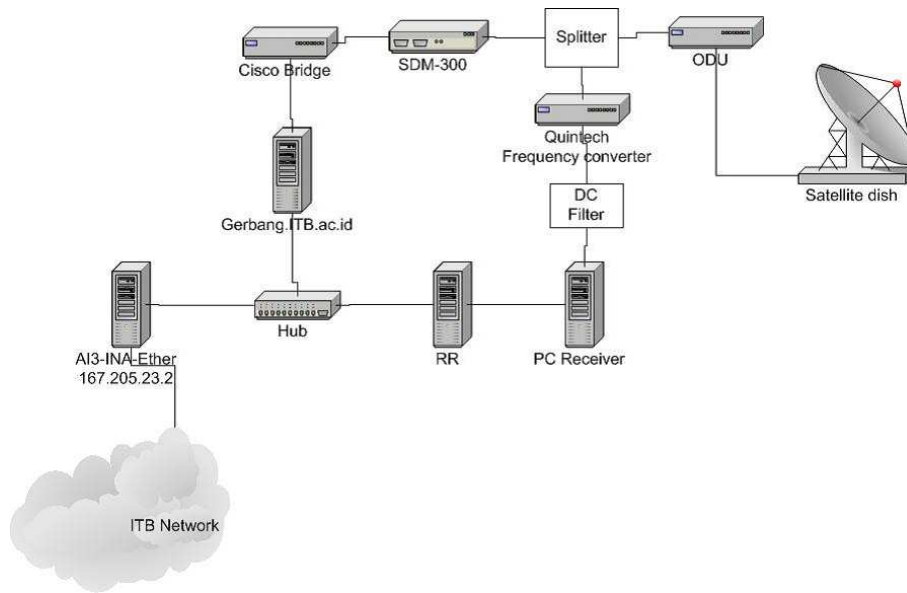 Cisco Bridge
SDM-300
Splitter
ODU
Quintech
Frequency converter
Satellite dish
DC
Filter
Gerbang.ITB.ac.id
AI3-INA-Ether
167.205.23.2
Hub
RR
PC Receiver
ITB Network